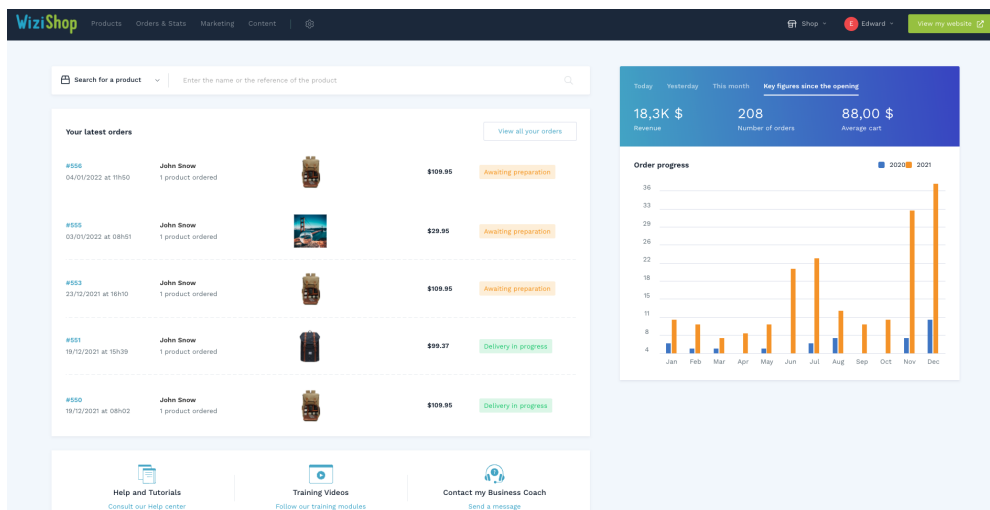 WiziShop
Products Orders & Stats Marketing Content
Shop
E Edward
View my website
Search for a product
Enter the name or the reference of the product
Your latest orders
View all your orders
#556 John Snow
04/01/2022 at 11h50 1 product ordered $109.95 Awaiting preparation
#555 John Snow
03/01/2022 at 08h51 1 product ordered $29.95 Awaiting preparation
#553 John Snow
23/12/2021 at 16h10 1 product ordered $109.95 Awaiting preparation
#551 John Snow
19/12/2021 at 15h39 1 product ordered $99.37 Delivery in progress
#550 John Snow
19/12/2021 at 08h02 1 product ordered $109.95 Delivery in progress
Help and Tutorials
Consult our Help center
Training Videos
Follow our training modules
Contact my Business Coach
Send a message
Today Yesterday This month Key figures since the opening
18,3K $ 208 88,00 $
Revenue Number of orders Average cart
Order progress
2020 2021
36
33
29
26
22
18
15
11
8
4
Jan Feb Mar Apr May Jun Jul Aug Sep Oct Nov Dec